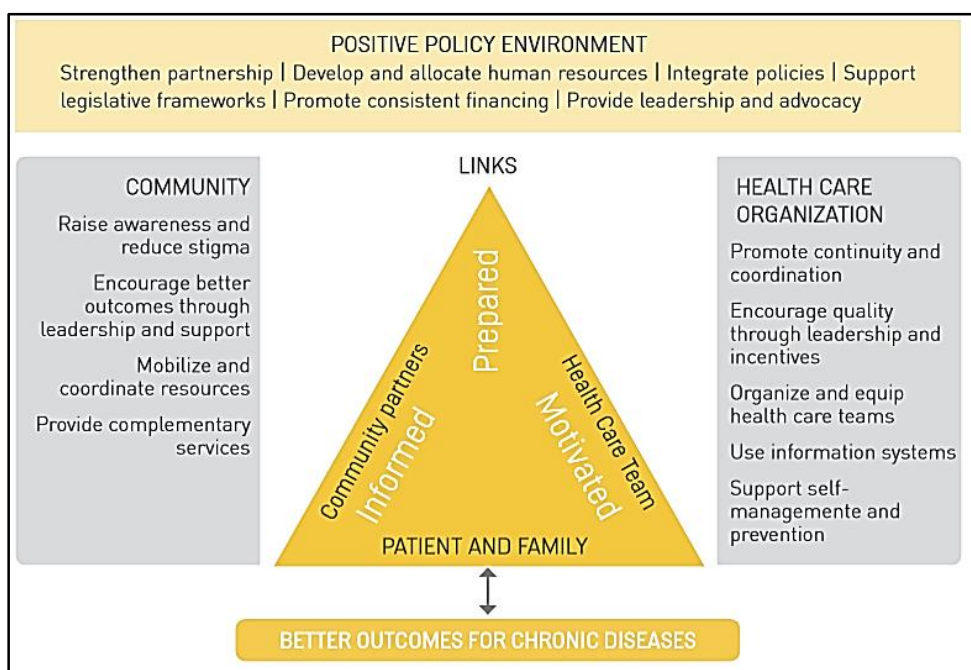 POSITIVE POLICY ENVIRONMENT
Strengthen partnership | Develop and allocate human resources | Integrate policies | Support
legislative frameworks | Promote consistent financing | Provide leadership and advocacy
COMMUNITY
Raise awareness and
reduce stigma
Encourage better
outcomes through
leadership and support
Mobilize and
coordinate resources
Provide complementary
services
LINKS
Prepared
Community partners
Informed
Health Care Team
Motivated
PATIENT AND FAMILY
HEALTH CARE
ORGANIZATION
Promote continuity and
coordination
Encourage quality
through leadership and
incentives
Organize and equip
health care teams
Use information systems
Support self-
managemente and
prevention
BETTER OUTCOMES FOR CHRONIC DISEASES